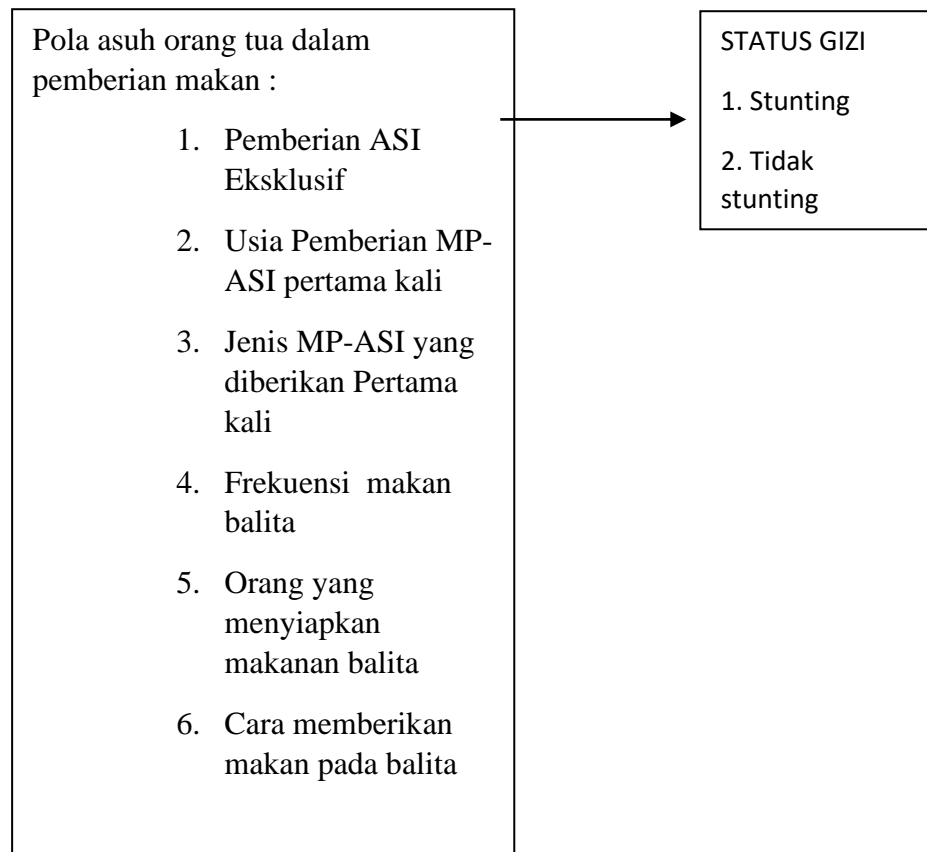 Pola asuh orang tua dalam
pemberian makan :
1. Pemberian ASI
Eksklusif
2. Usia Pemberian MP-
ASI pertama kali
3. Jenis MP-ASI yang
diberikan Pertama
kali
4. Frekuensi makan
balita
5. Orang yang
menyiapkan
makanan balita
6. Cara memberikan
makan pada balita
STATUS GIZI
1. Stunting
2. Tidak
stunting